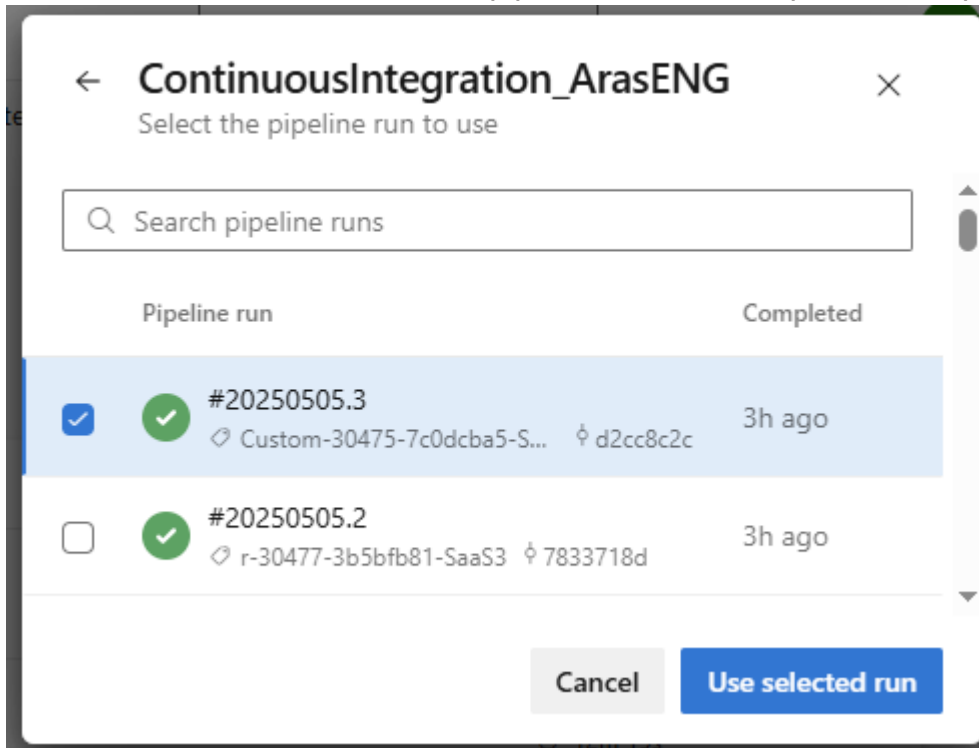 ContinuousIntegration_ArasENG
Select the pipeline run to use
Search pipeline runs
Pipeline run Completed
#20250505.3
Custom-30475-7c0dcba5-S... d2cc8c2c
3h ago
#20250505.2
r-30477-3b5bfb81-SaaS3 7833718d
3h ago
Cancel Use selected run